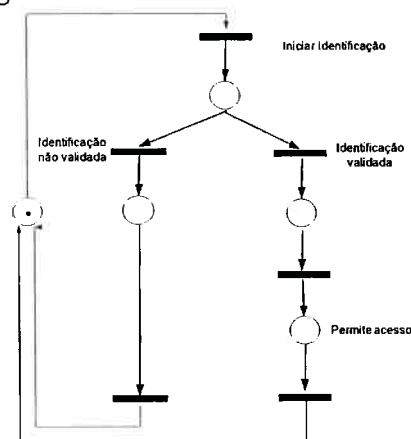 Iniciar Identificação
Identificação
não validada
Identificação
validada
Permite acesso